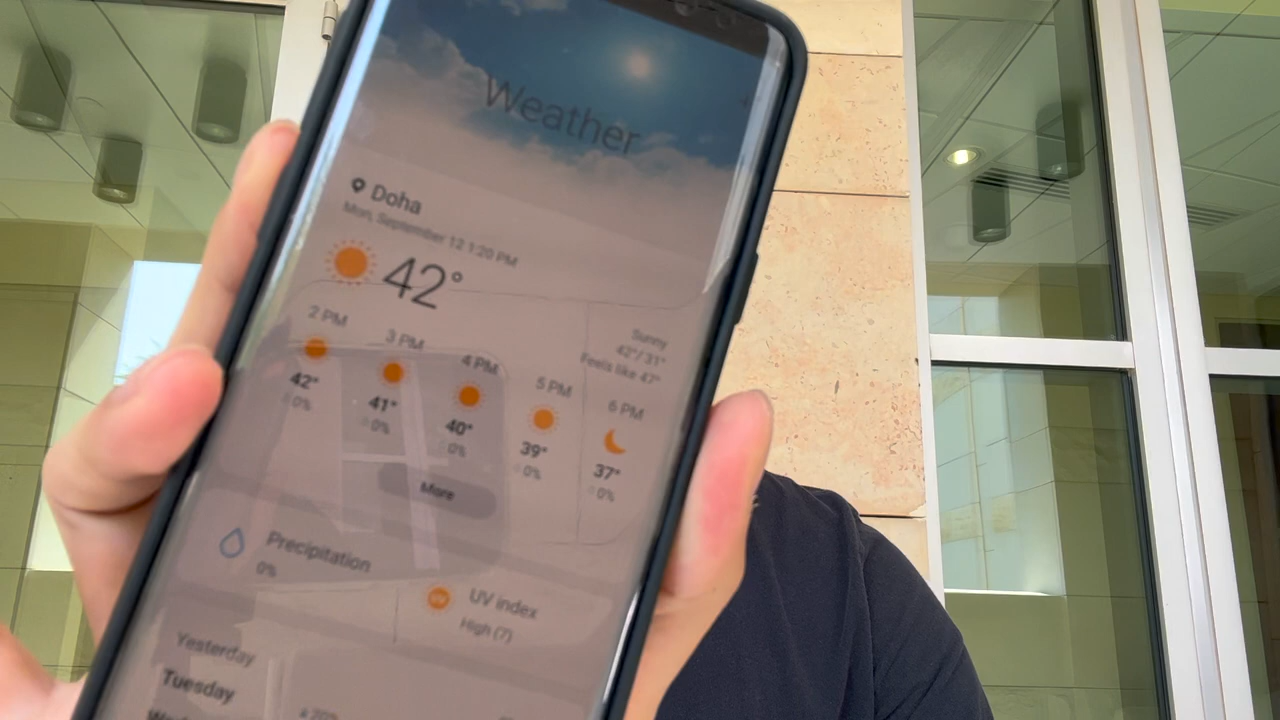 Weather
Doha
Mon, September 12 1:20 PM
42°
Sunny
42°/31°
Feels like 47°
2 PM 3 PM 4 PM 5 PM 6 PM
42° 41° 40° 39° 37°
0% 0% 0% 0% 0%
More
Precipitation
0%
UV
UV index
High (7)
Yesterday
Tuesday